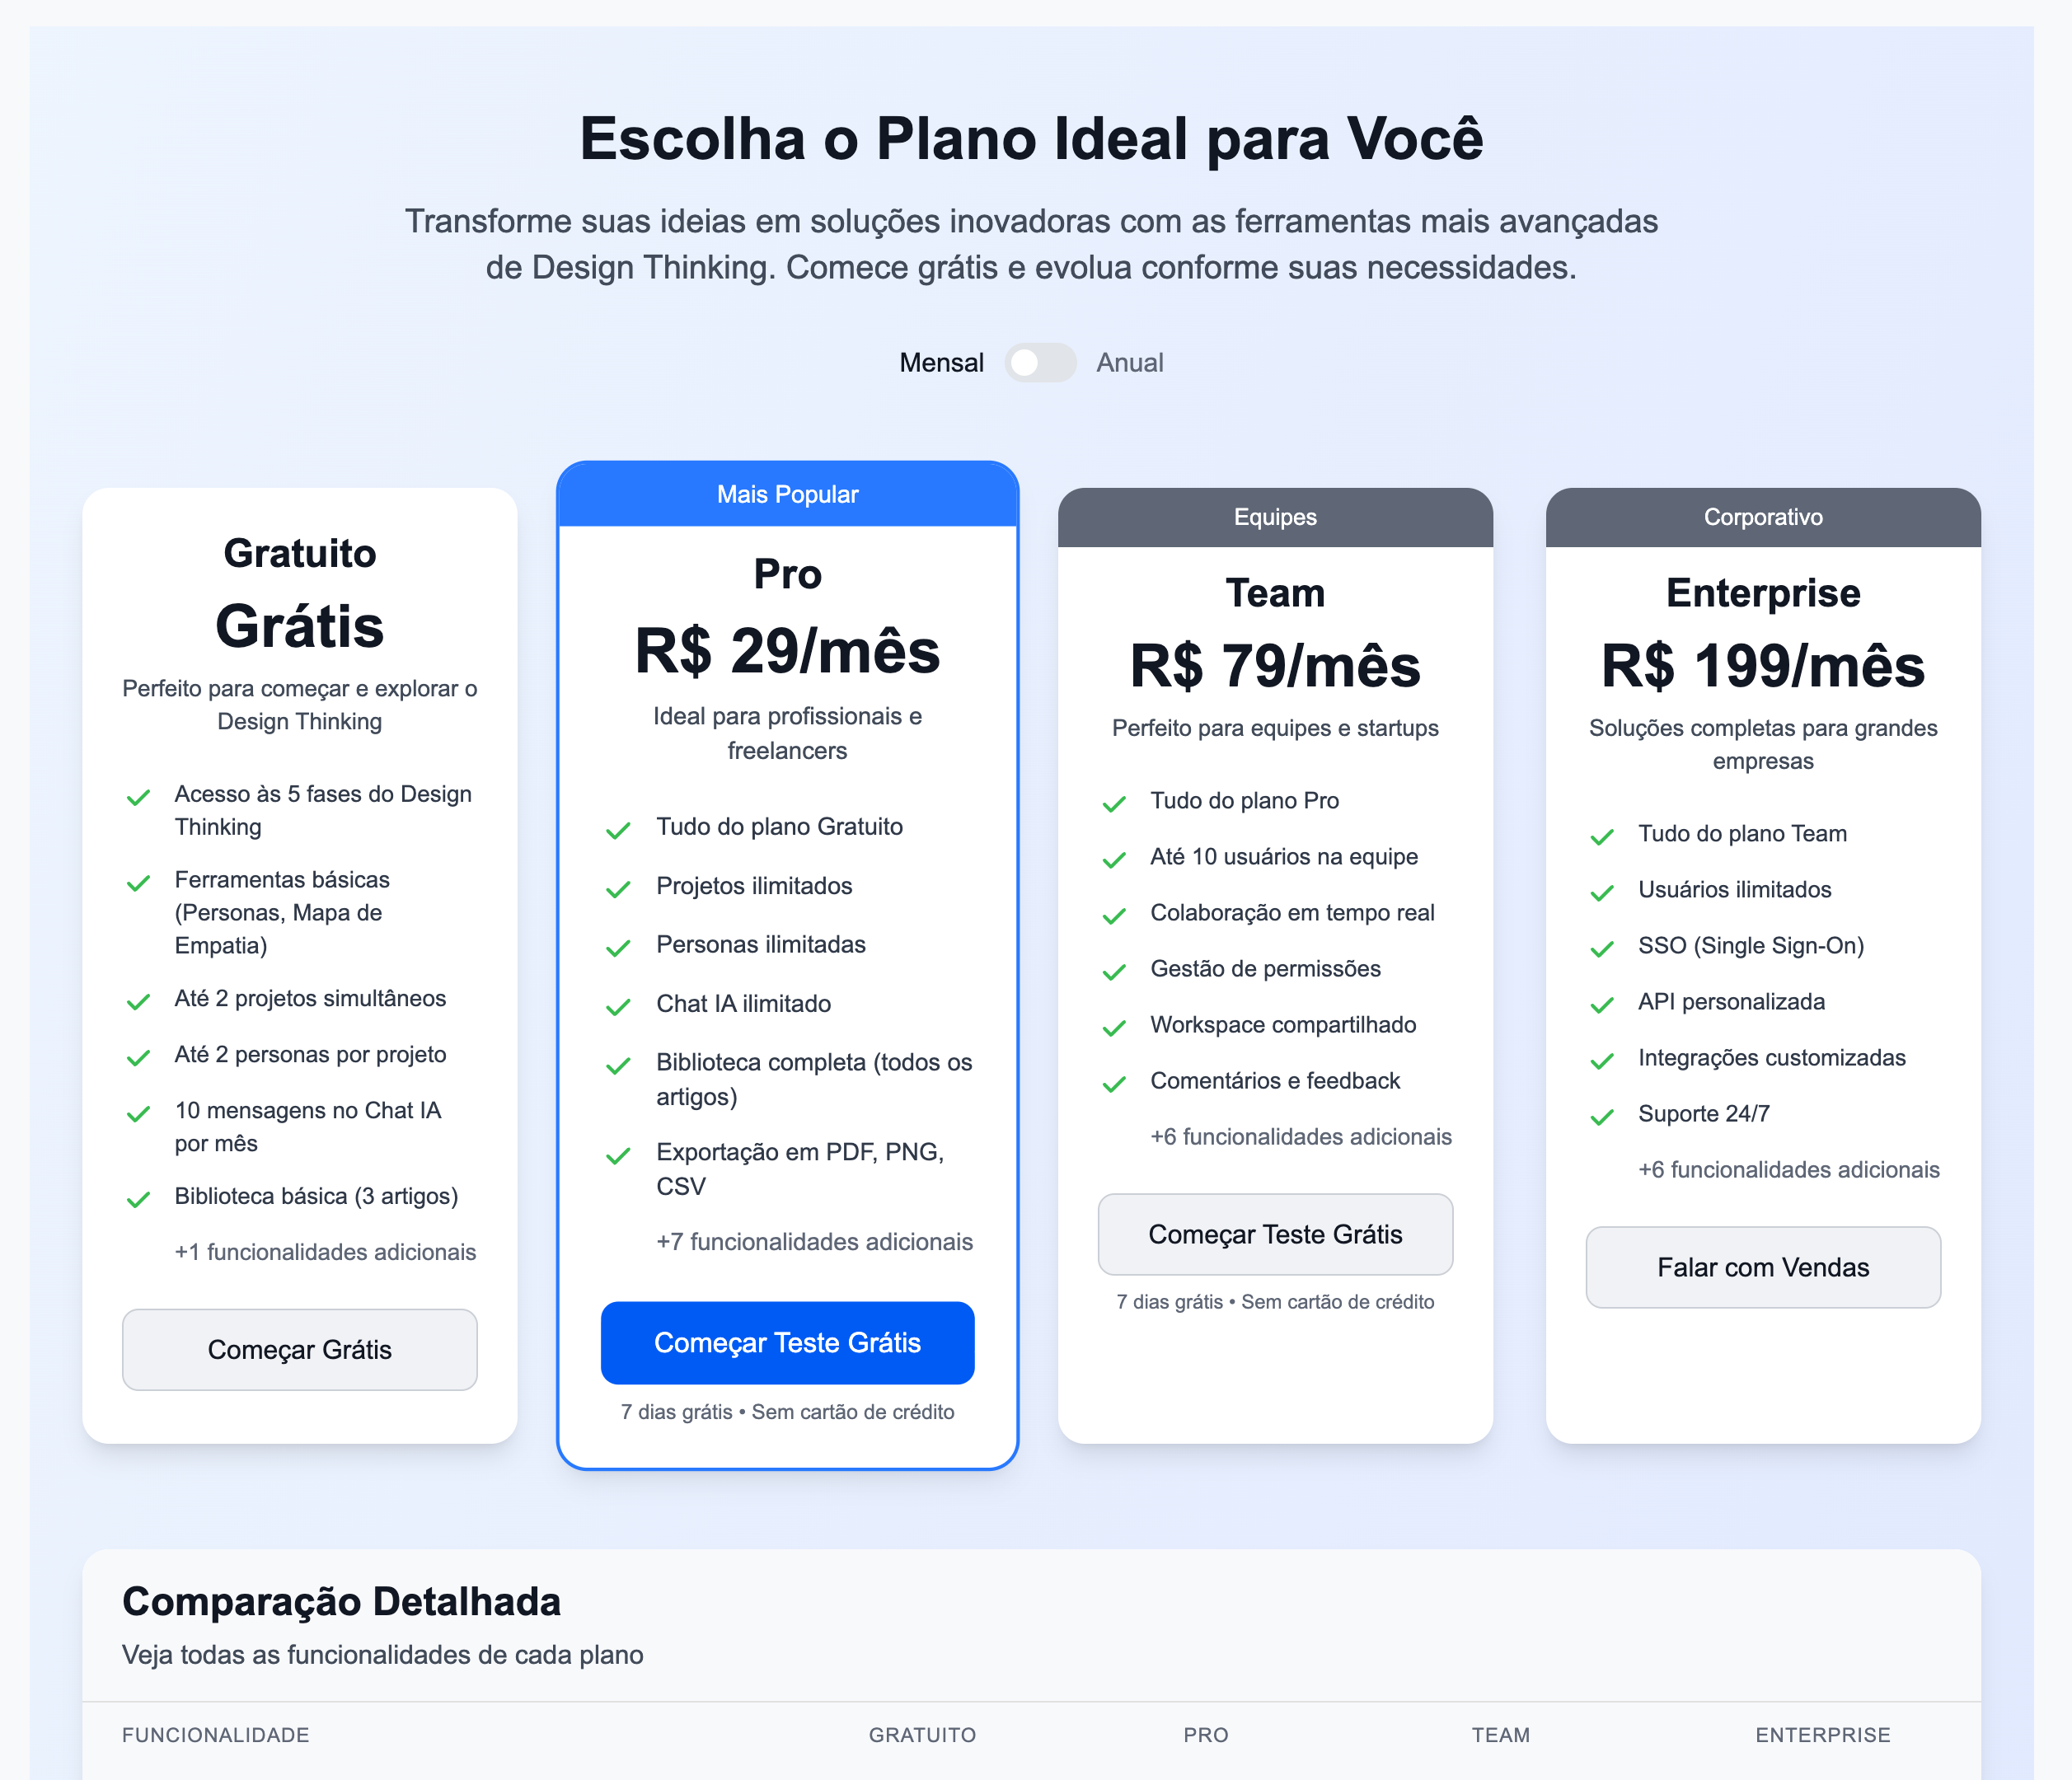 Escolha o Plano Ideal para Você
Transforme suas ideias em soluções inovadoras com as ferramentas mais avançadas
de Design Thinking. Comece grátis e evolua conforme suas necessidades.
Mensal
Anual
Gratuito
Grátis
Perfeito para começar e explorar o
Design Thinking
Acesso às 5 fases do Design
Thinking
Ferramentas básicas
(Personas, Mapa de
Empatia)
Até 2 projetos simultâneos
Até 2 personas por projeto
10 mensagens no Chat IA
por mês
Biblioteca básica (3 artigos)
+1 funcionalidades adicionais
Começar Grátis
Mais Popular
Pro
R$ 29/mês
Ideal para profissionais e
freelancers
Tudo do plano Gratuito
Projetos ilimitados
Personas ilimitadas
Chat IA ilimitado
Biblioteca completa (todos os
artigos)
Exportação em PDF, PNG,
CSV
+7 funcionalidades adicionais
Começar Teste Grátis
7 dias grátis • Sem cartão de crédito
Equipes
Team
R$ 79/mês
Perfeito para equipes e startups
Tudo do plano Pro
Até 10 usuários na equipe
Colaboração em tempo real
Gestão de permissões
Workspace compartilhado
Comentários e feedback
+6 funcionalidades adicionais
Começar Teste Grátis
7 dias grátis • Sem cartão de crédito
Corporativo
Enterprise
R$ 199/mês
Soluções completas para grandes
empresas
Tudo do plano Team
Usuários ilimitados
SSO (Single Sign-On)
API personalizada
Integrações customizadas
Suporte 24/7
+6 funcionalidades adicionais
Falar com Vendas
Comparação Detalhada
Veja todas as funcionalidades de cada plano
FUNCIONALIDADE GRATUITO PRO TEAM ENTERPRISE